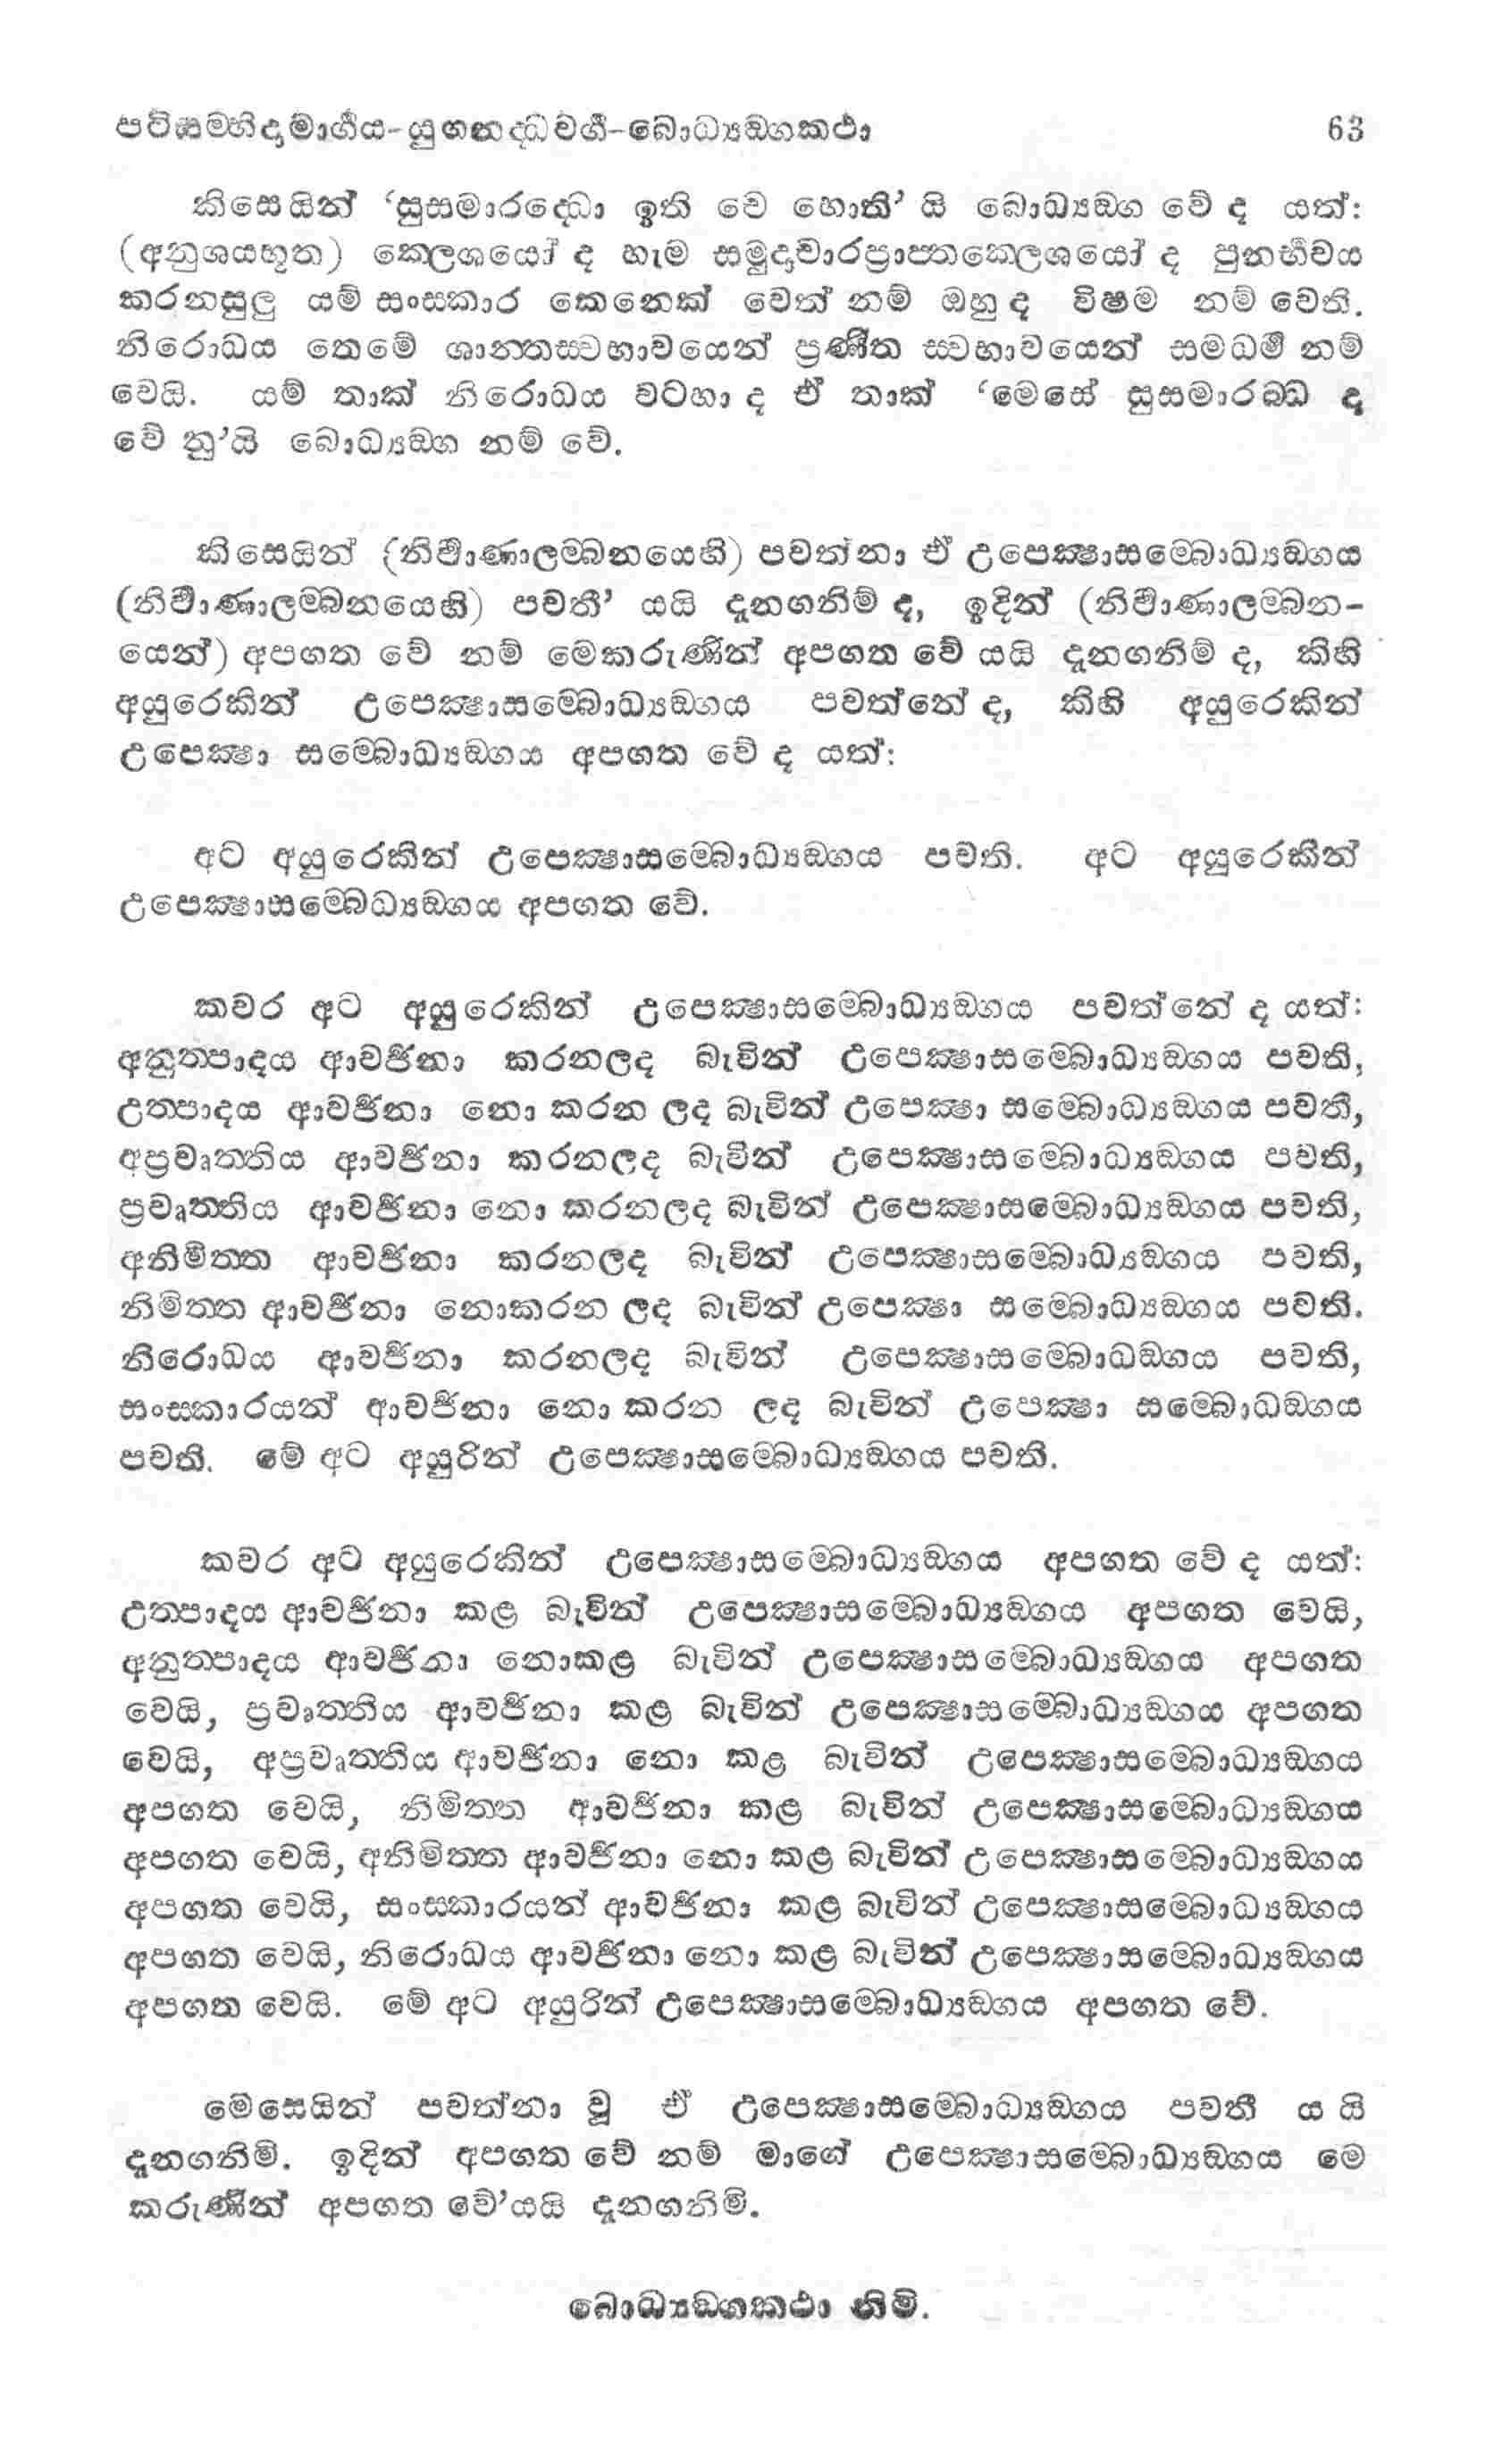 පටිසම්භිදාමාර්ගය-යුගනද්ධවර්ග-බොධ්‍යඞ්ගකථා 63
කිසෙයින් ‘සුසමාරද්ධො ඉති චෙ හොති’ යි බොධ්‍යඞ්ග වේ ද යත්:
(අනුශයභූත) ක්ලෙශයෝ ද හැම සමුදාචාරප්‍රාප්තක්ලෙශයෝ ද පුනර්භවය
කරනසුලු යම් සංස්කාර කෙනෙක් වෙත් නම් ඔහු ද විෂම නම් වෙති.
නිරොධය තෙමේ ශාන්තස්වභාවයෙන් ප්‍රණීත ස්වභාවයෙන් සමධර්ම නම්
වෙයි. යම් තාක් නිරොධය වටහා ද ඒ තාක් ‘මෙසේ සුසමාරබ්ධ ද
වේ නු’යි බොධ්‍යඞ්ග නම් වේ.
කිසෙයින් (නිර්වාණාලම්බනයෙහි) පවත්නා ඒ උපෙක්ෂාසම්බොධ්‍යඞ්ගය
(නිර්වාණාලම්බනයෙහි) පවතී’ යයි දැනගනිම් ද, ඉදින් (නිර්වාණාලම්බන-
යෙන්) අපගත වේ නම් මෙකරුණින් අපගත වේ යයි දැනගනිම් ද, කිහි
අයුරෙකින් උපෙක්ෂාසම්බොධ්‍යඞ්ගය පවත්නේ ද, කිහි අයුරෙකින්
උපෙක්ෂා සම්බොධ්‍යඞ්ගය අපගත වේ ද යත්:
අට අයුරෙකින් උපෙක්ෂාසම්බොධ්‍යඞ්ගය පවති. අට අයුරෙකින්
උපෙක්ෂාසම්බෙධ්‍යඞ්ගය අපගත වේ.
කවර අට අයුරෙකින් උපෙක්ෂාසම්බොධ්‍යඞ්ගය පවත්නේ ද යත්:
අනුත්පාදය ආවර්ජනා කරනලද බැවින් උපෙක්ෂාසම්බොධ්‍යඞ්ගය පවති,
උත්පාදය ආවර්ජනා නො කරන ලද බැවින් උපෙක්ෂා සම්බොධ්‍යඞ්ගය පවතී,
අප්‍රවෘත්තිය ආවර්ජනා කරනලද බැවින් උපෙක්ෂාසම්බොධ්‍යඞ්ගය පවති,
ප්‍රවෘත්තිය ආවර්ජනා නො කරනලද බැවින් උපෙක්ෂාසම්බොධ්‍යඞ්ගය පවති,
අනිමිත්ත ආවර්ජනා කරනලද බැවින් උපෙක්ෂාසම්බොධ්‍යඞ්ගය පවති,
නිමිත්ත ආවර්ජනා නොකරන ලද බැවින් උපෙක්ෂා සම්බොධ්‍යඞ්ගය පවති.
නිරොධය ආවර්ජනා කරනලද බැවින් උපෙක්ෂාසම්බොධඞ්ගය පවති,
සංස්කාරයන් ආවර්ජනා නො කරන ලද බැවින් උපෙක්ෂා සම්බොධඞ්ගය
පවතී. මේ අට අයුරින් උපෙක්ෂාසම්බොධ්‍යඞ්ගය පවතී.
කවර අට අයුරෙකින් උපෙක්ෂාසම්බොධ්‍යඞ්ගය අපගත වේ ද යත්:
උත්පාදය ආවර්ජනා කළ බැවින් උපෙක්ෂාසම්බොධ්‍යඞ්ගය අපගත වෙයි,
අනුත්පාදය ආවර්ජනා නොකළ බැවින් උපෙක්ෂාසම්බොධ්‍යඞ්ගය අපගත
වෙයි, ප්‍රවෘත්තිය ආවර්ජනා කළ බැවින් උපෙක්ෂාසම්බොධ්‍යඞ්ගය අපගත
වෙයි, අප්‍රවෘත්තිය ආවර්ජනා නො කළ බැවින් උපෙක්ෂාසම්බොධ්‍යඞ්ගය
අපගත වෙයි, නිමිත්ත ආවර්ජනා කළ බැවින් උපෙක්ෂාසම්බොධ්‍යඞ්ගය
අපගත වෙයි, අනිමිත්ත ආවර්ජනා නො කළ බැවින් උපෙක්ෂාසම්බොධ්‍යඞ්ගය
අපගත වෙයි, සංස්කාරයන් ආවර්ජනා කළ බැවින් උපෙක්ෂාසම්බොධ්‍යඞ්ගය
අපගත වෙයි, නිරොධය ආවර්ජනා නො කළ බැවින් උපෙක්ෂාසම්බොධ්‍යඞ්ගය
අපගත වෙයි. මේ අට අයුරින් උපෙක්ෂාසම්බොධ්‍යඞ්ගය අපගත වේ.
මේසෙයින් පවත්නා වූ ඒ උපෙක්ෂාසම්බොධ්‍යඞ්ගය පවතී ය යි
දැනගනිමි. ඉදින් අපගත වේ නම් මාගේ උපෙක්ෂාසම්බොධ්‍යඞ්ගය මෙ
කරුණින් අපගත වේ’යයි දැනගනිමි.
බොධ්‍යඞ්ගකථා නිමි.